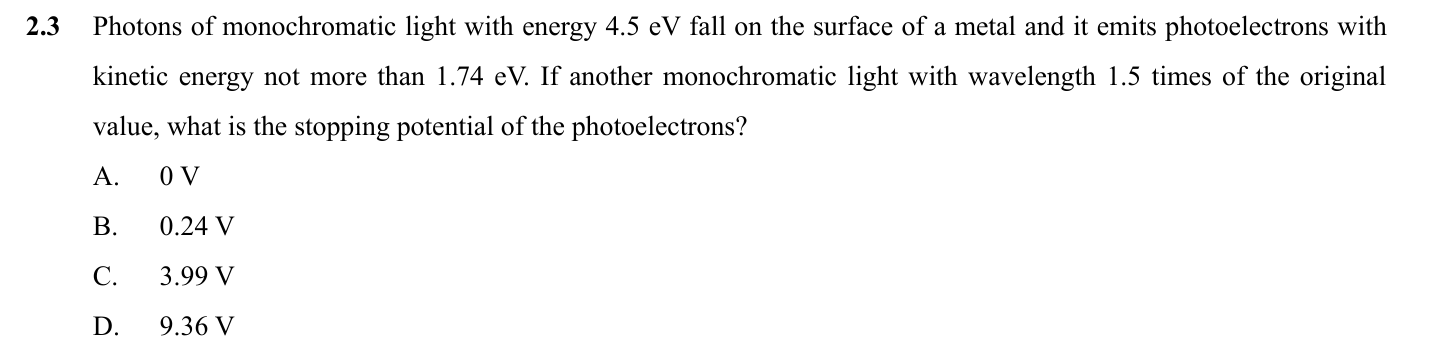 2.3 Photons of monochromatic light with energy 4.5 eV fall on the surface of a metal and it emits photoelectrons with
kinetic energy not more than 1.74 eV. If another monochromatic light with wavelength 1.5 times of the original
value, what is the stopping potential of the photoelectrons?
A. 0 V
B. 0.24 V
C. 3.99 V
D. 9.36 V